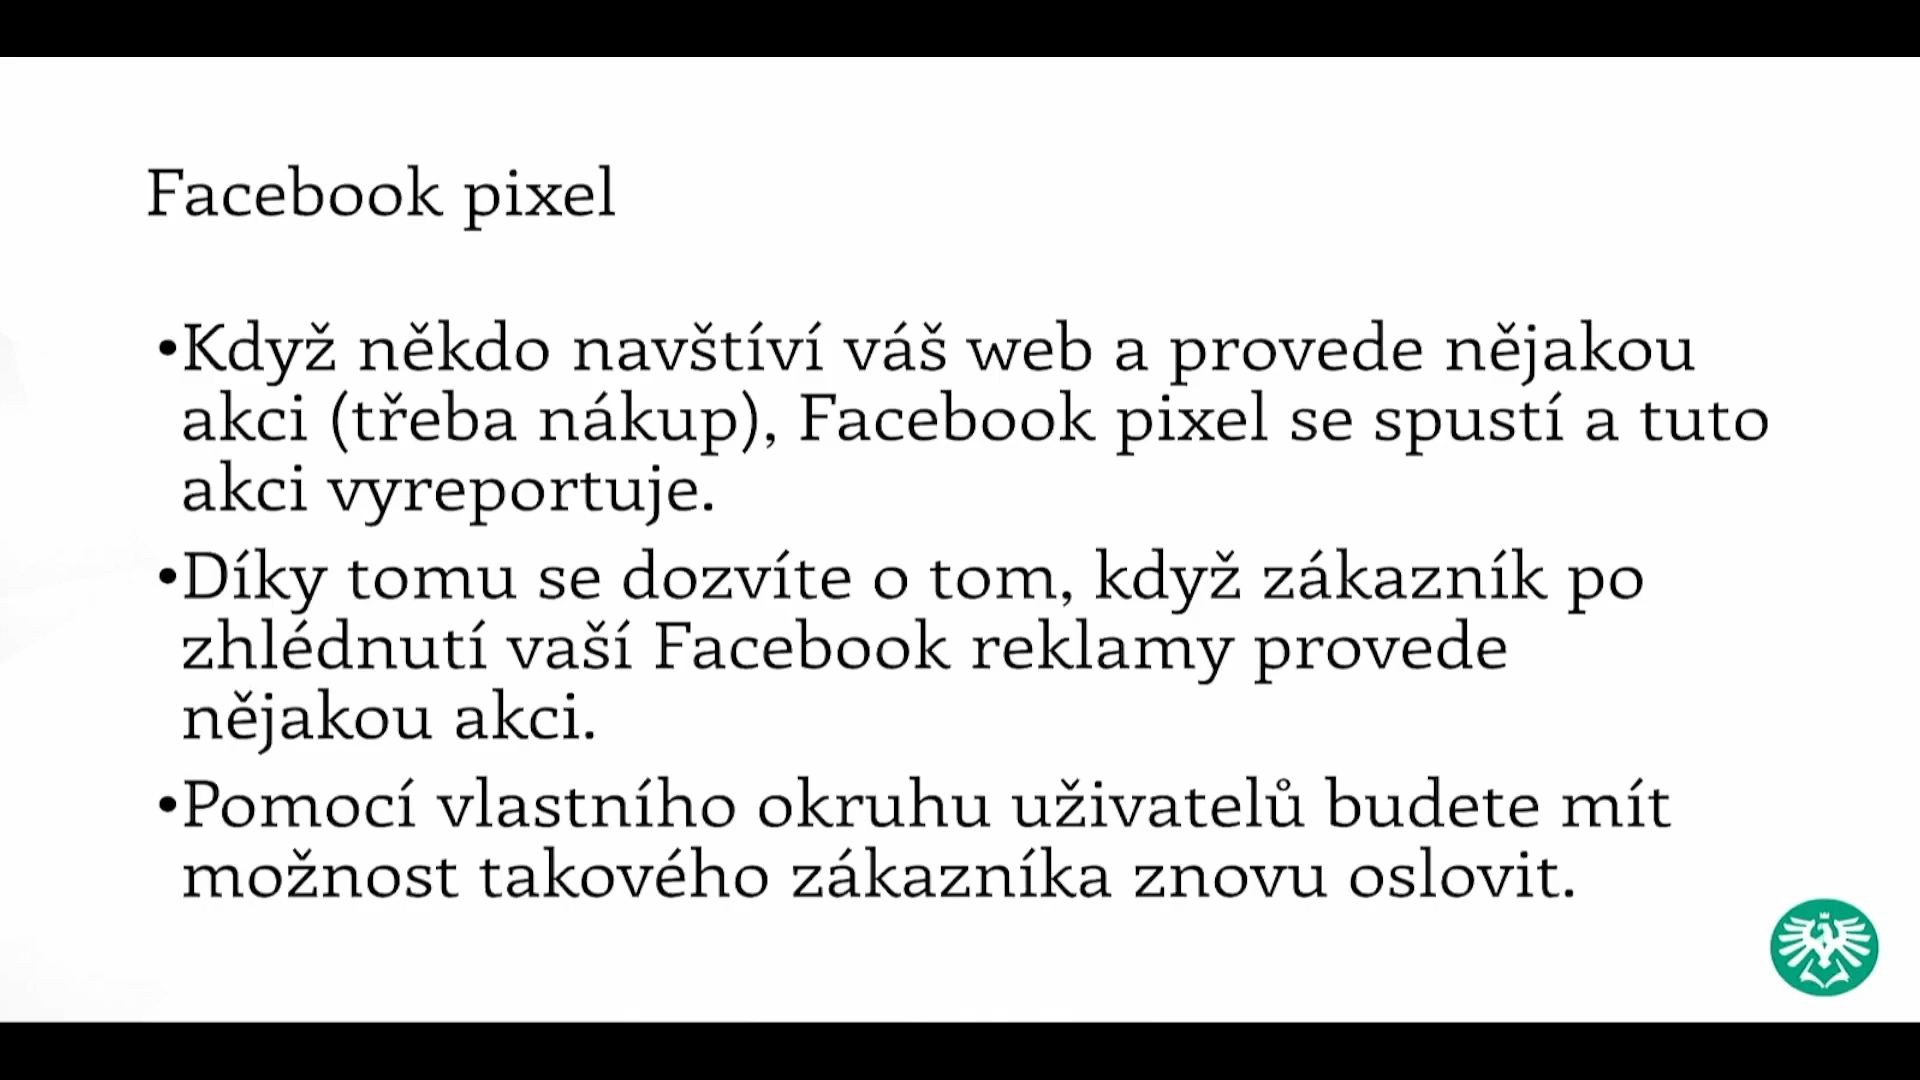 Facebook pixel
•Když někdo navštíví váš web a provede nějakou
akci (třeba nákup), Facebook pixel se spustí a tuto
akci vyreportuje.
•Díky tomu se dozvíte o tom, když zákazník po
zhlédnutí vaší Facebook reklamy provede
nějakou akci.
•Pomocí vlastního okruhu uživatelů budete mít
možnost takového zákazníka znovu oslovit.